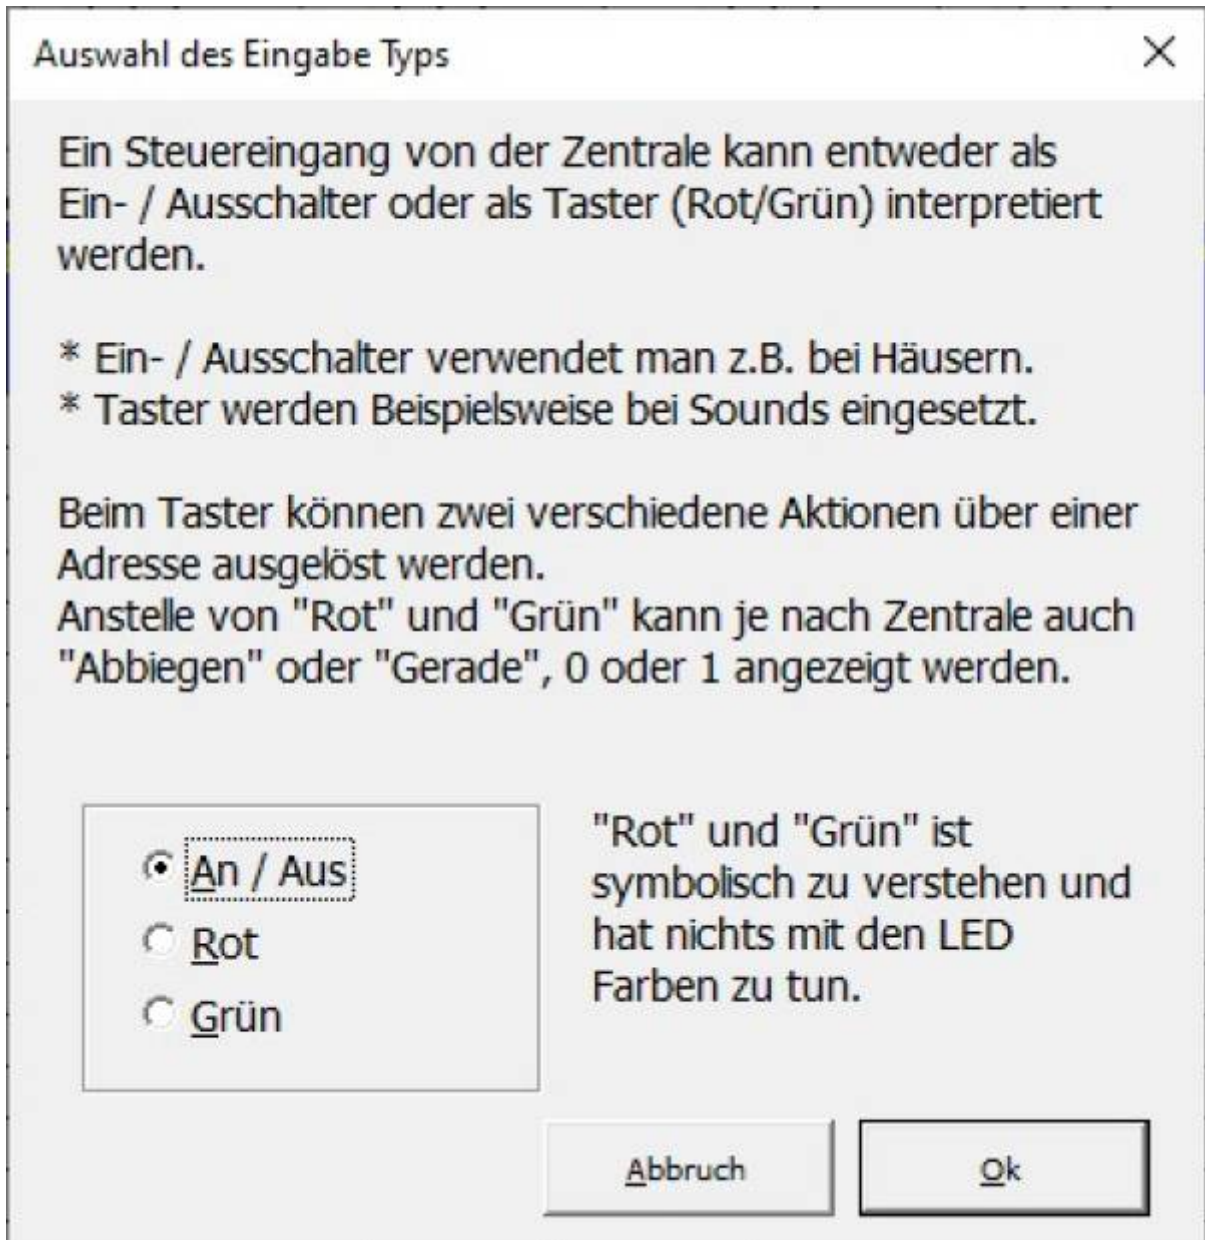 Auswahl des Eingabe Typs
Ein Steuereingang von der Zentrale kann entweder als
Ein- / Ausschalter oder als Taster (Rot/Grün) interpretiert
werden.
* Ein- / Ausschalter verwendet man z.B. bei Häusern.
* Taster werden Beispielsweise bei Sounds eingesetzt.
Beim Taster können zwei verschiedene Aktionen über einer
Adresse ausgelöst werden.
Anstelle von "Rot" und "Grün" kann je nach Zentrale auch
"Abbiegen" oder "Gerade", 0 oder 1 angezeigt werden.
An / Aus
Rot
Grün
"Rot" und "Grün" ist
symbolisch zu verstehen und
hat nichts mit den LED
Farben zu tun.
Abbruch
Ok